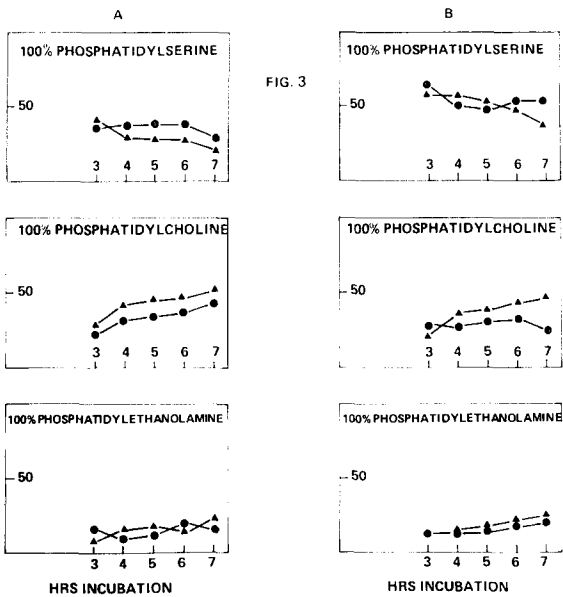 A
B
FIG. 3
100% PHOSPHATIDYLSERINE
50
3 4 5 6 7
100% PHOSPHATIDYLSERINE
50
3 4 5 6 7
100% PHOSPHATIDYLCHOLINE
50
3 4 5 6 7
100% PHOSPHATIDYLCHOLINE
50
3 4 5 6 7
100% PHOSPHATIDYLETHANOLAMINE
50
3 4 5 6 7
HRS INCUBATION
100% PHOSPHATIDYLETHANOLAMINE
50
3 4 5 6 7
HRS INCUBATION